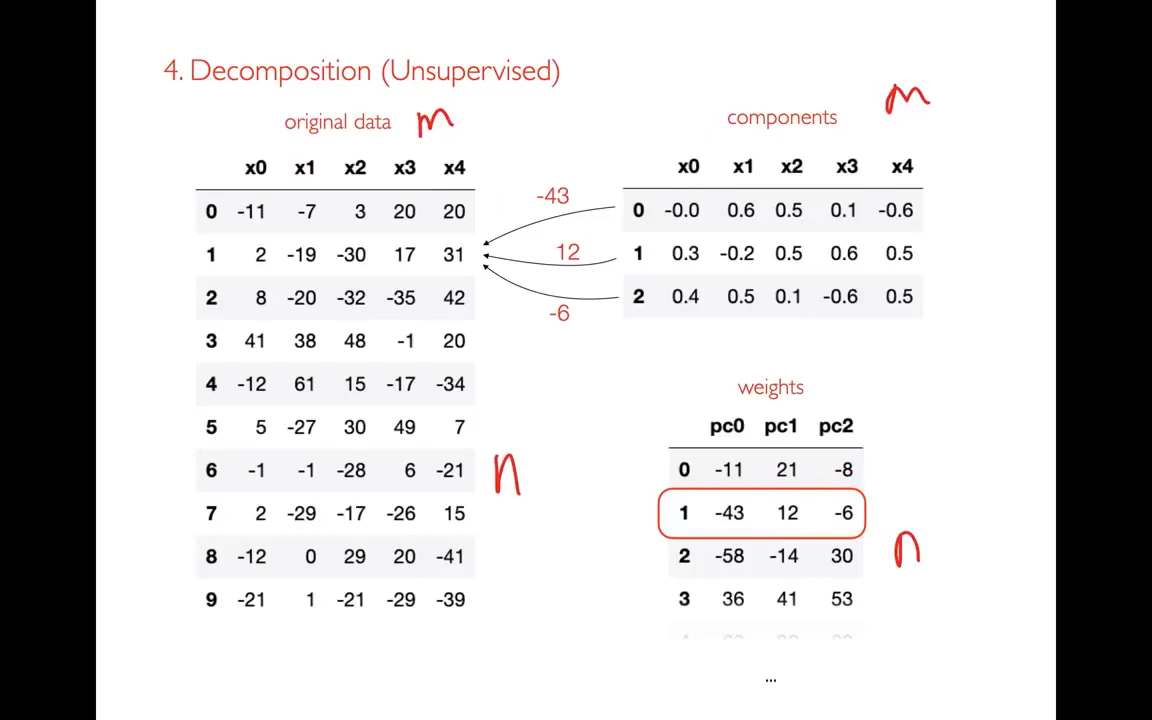 4. Decomposition (Unsupervised)
original data m
x0 x1 x2 x3 x4
0 -11 -7 3 20 20
1 2 -19 -30 17 31
2 8 -20 -32 -35 42
3 41 38 48 -1 20
4 -12 61 15 -17 -34
5 5 -27 30 49 7
6 -1 -1 -28 6 -21
7 2 -29 -17 -26 15
8 -12 0 29 20 -41
9 -21 1 -21 -29 -39
n
-43
12
-6
components m
x0 x1 x2 x3 x4
0 -0.0 0.6 0.5 0.1 -0.6
1 0.3 -0.2 0.5 0.6 0.5
2 0.4 0.5 0.1 -0.6 0.5
weights
pc0 pc1 pc2
0 -11 21 -8
1 -43 12 -6
2 -58 -14 30
3 36 41 53
n
...